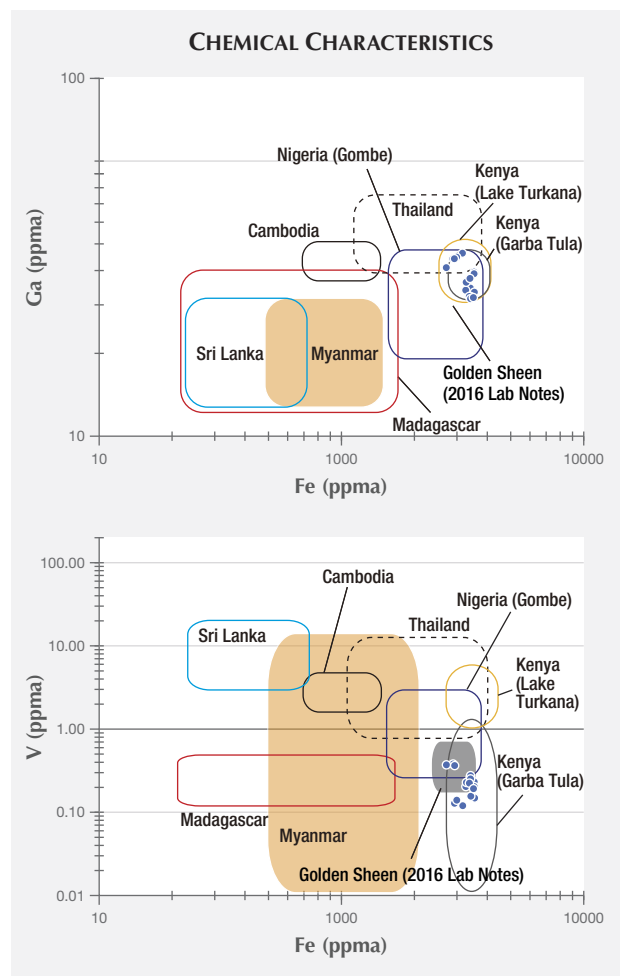 CHEMICAL CHARACTERISTICS
100
Nigeria (Gombe)
Kenya
(Lake Turkana)
Thailand
Kenya
(Garba Tula)
Cambodia
Ga (ppma)
Sri Lanka
Myanmar
Golden Sheen
(2016 Lab Notes)
Madagascar
10
10
1000
10000
Fe (ppma)
100.00
Cambodia
Nigeria (Gombe)
Thailand
Sri Lanka
10.00
Kenya
(Lake
Turkana)
V (ppma)
1.00
Kenya
(Garba Tula)
0.10
Madagascar
Myanmar
Golden Sheen (2016 Lab Notes)
0.01
10
1000
10000
Fe (ppma)